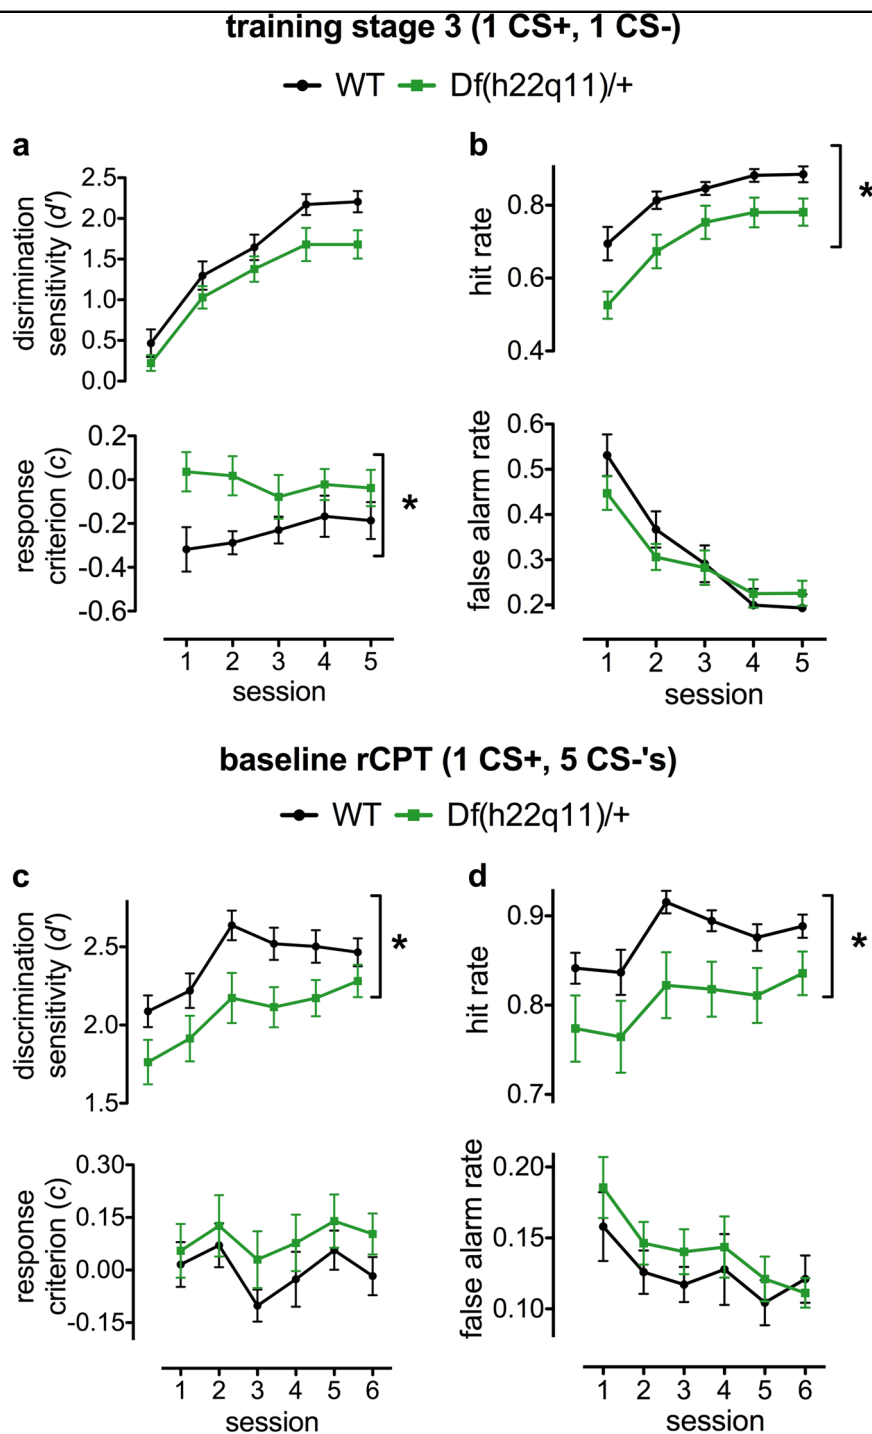 training stage 3 (1 CS+, 1 CS-)
WT Df(h22q11)/+
a
disrimination
sensitivity (d′)
2.5
2.0
1.5
1.0
0.5
0.0
b
hit rate
0.8
0.6
0.4
*
response
criterion (c)
0.2
0.0
-0.2
-0.4
-0.6
*
1 2 3 4 5
session
false alarm rate
0.6
0.5
0.4
0.3
0.2
1 2 3 4 5
session
baseline rCPT (1 CS+, 5 CS-'s)
WT Df(h22q11)/+
c
discrimination
sensitivity (d′)
2.5
2.0
1.5
*
d
hit rate
0.9
0.8
0.7
*
response
criterion (c)
0.30
0.15
0.00
-0.15
1 2 3 4 5 6
session
false alarm rate
0.20
0.15
0.10
1 2 3 4 5 6
session